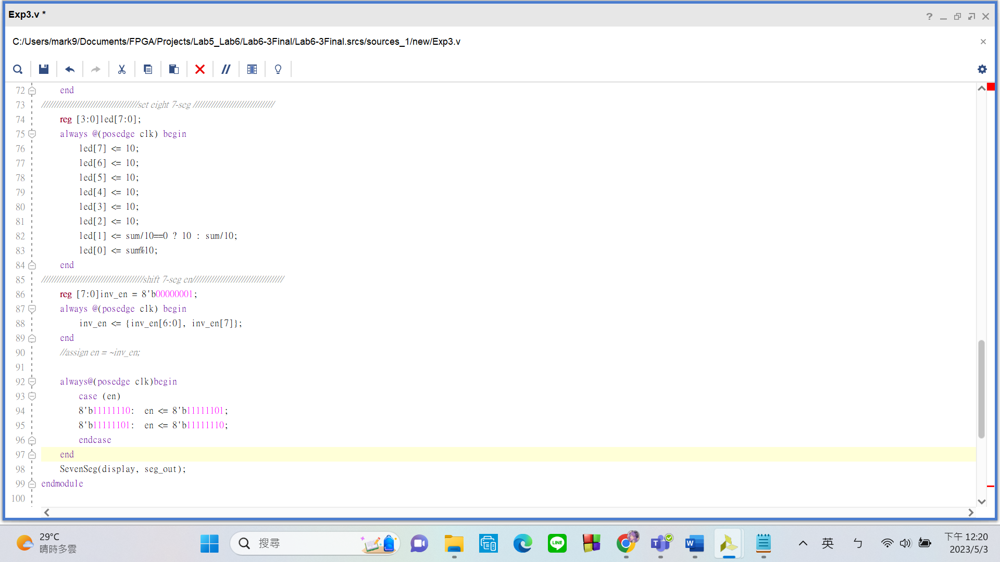 Exp3.v *
C:/Users/mark9/Documents/FPGA/Projects/Lab5_Lab6/Lab6-3Final/Lab6-3Final.srcs/sources_1/new/Exp3.v
72     end
73 /////////////////////////////////////set eight 7-seg ///////////////////////////////
74     reg [3:0]led[7:0];
75     always @(posedge clk) begin
76         led[7] <= 10;
77         led[6] <= 10;
78         led[5] <= 10;
79         led[4] <= 10;
80         led[3] <= 10;
81         led[2] <= 10;
82         led[1] <= sum/10==0 ? 10 : sum/10;
83         led[0] <= sum%10;
84     end
85 ///////////////////////////////////////shift 7-seg en///////////////////////////////////
86     reg [7:0]inv_en = 8'b00000001;
87     always @(posedge clk) begin
88         inv_en <= {inv_en[6:0], inv_en[7]};
89     end
90     //assign en = ~inv_en;
91
92     always@(posedge clk)begin
93         case (en)
94         8'b11111110:  en <= 8'b11111101;
95         8'b11111101:  en <= 8'b11111110;
96         endcase
97     end
98     SevenSeg(display, seg_out);
99 endmodule
100
29°C
晴時多雲
搜尋
LINE
英
ㄅ
下午 12:20
2023/5/3